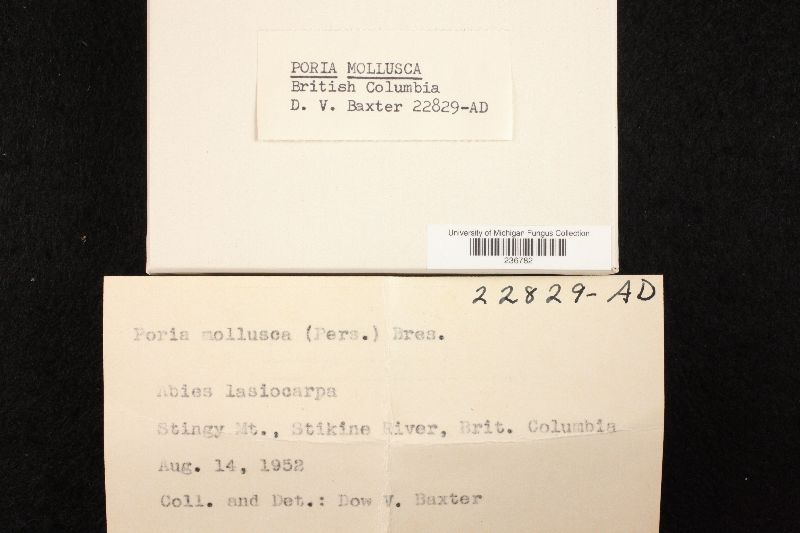 PORIA MOLLUSCA
British Columbia
D. V. Baxter 22829-AD
University of Michigan Fungus Collection
236782
22829-AD
Poria mollusca (Pers.) Bres.
Abies lasiocarpa
Stingy Mt., Stikine River, Brit. Columbia
Aug. 14, 1952
Coll. and Det.: Dow V. Baxter